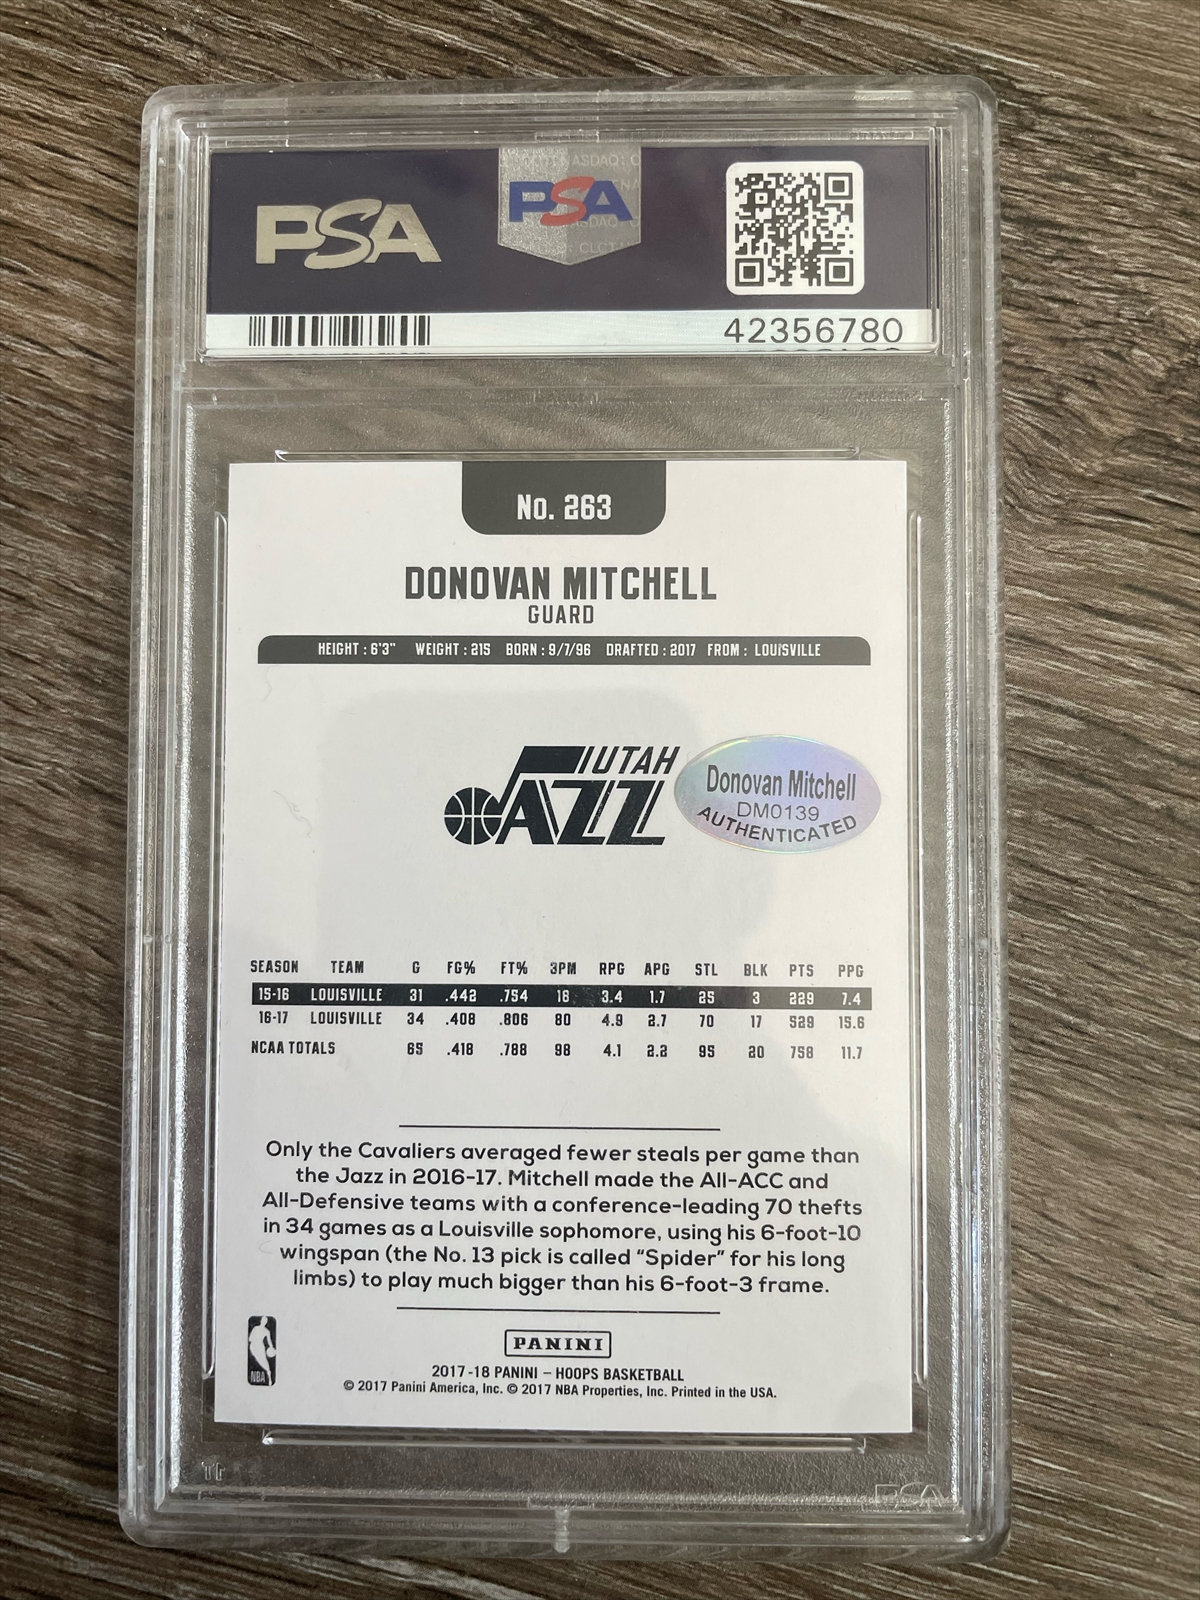 PSA
PSA
42356780
No. 263
DONOVAN MITCHELL
GUARD
HEIGHT : 6'3" WEIGHT : 215 BORN : 9/7/96 DRAFTED : 2017 FROM : LOUISVILLE
UTAH
JAZZ
Donovan Mitchell
DM0139
AUTHENTICATED
SEASON TEAM G FG% FT% 3PM RPG APG STL BLK PTS PPG
15-16 LOUISVILLE 31 .442 .754 18 3.4 1.7 25 3 229 7.4
16-17 LOUISVILLE 34 .408 .806 80 4.9 2.7 70 17 529 15.6
NCAA TOTALS 65 .418 .788 98 4.1 2.2 95 20 758 11.7
Only the Cavaliers averaged fewer steals per game than
the Jazz in 2016-17. Mitchell made the All-ACC and
All-Defensive teams with a conference-leading 70 thefts
in 34 games as a Louisville sophomore, using his 6-foot-10
wingspan (the No. 13 pick is called “Spider” for his long
limbs) to play much bigger than his 6-foot-3 frame.
NBA
PANINI
2017-18 PANINI – HOOPS BASKETBALL
© 2017 Panini America, Inc. © 2017 NBA Properties, Inc. Printed in the USA.
PSA